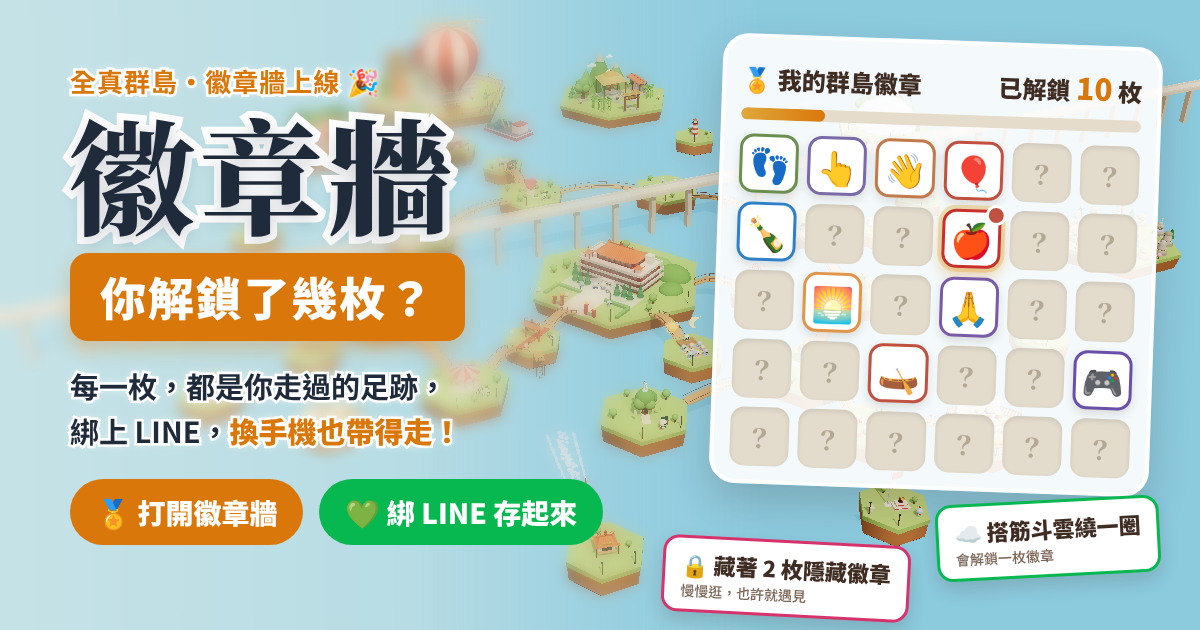 全真群島・徽章牆上線 🎉
徽章牆
你解鎖了幾枚？
每一枚，都是你走過的足跡，
綁上 LINE，換手機也帶得走！
🏅 打開徽章牆
💚 綁 LINE 存起來
🏅 我的群島徽章
已解鎖 10 枚
? ?
? ? ? ?
? ? ? ?
? ? ? ?
? ? ? ? ? ?
🔒 藏著 2 枚隱藏徽章
慢慢逛，也許就遇見
☁️ 搭筋斗雲繞一圈
會解鎖一枚徽章